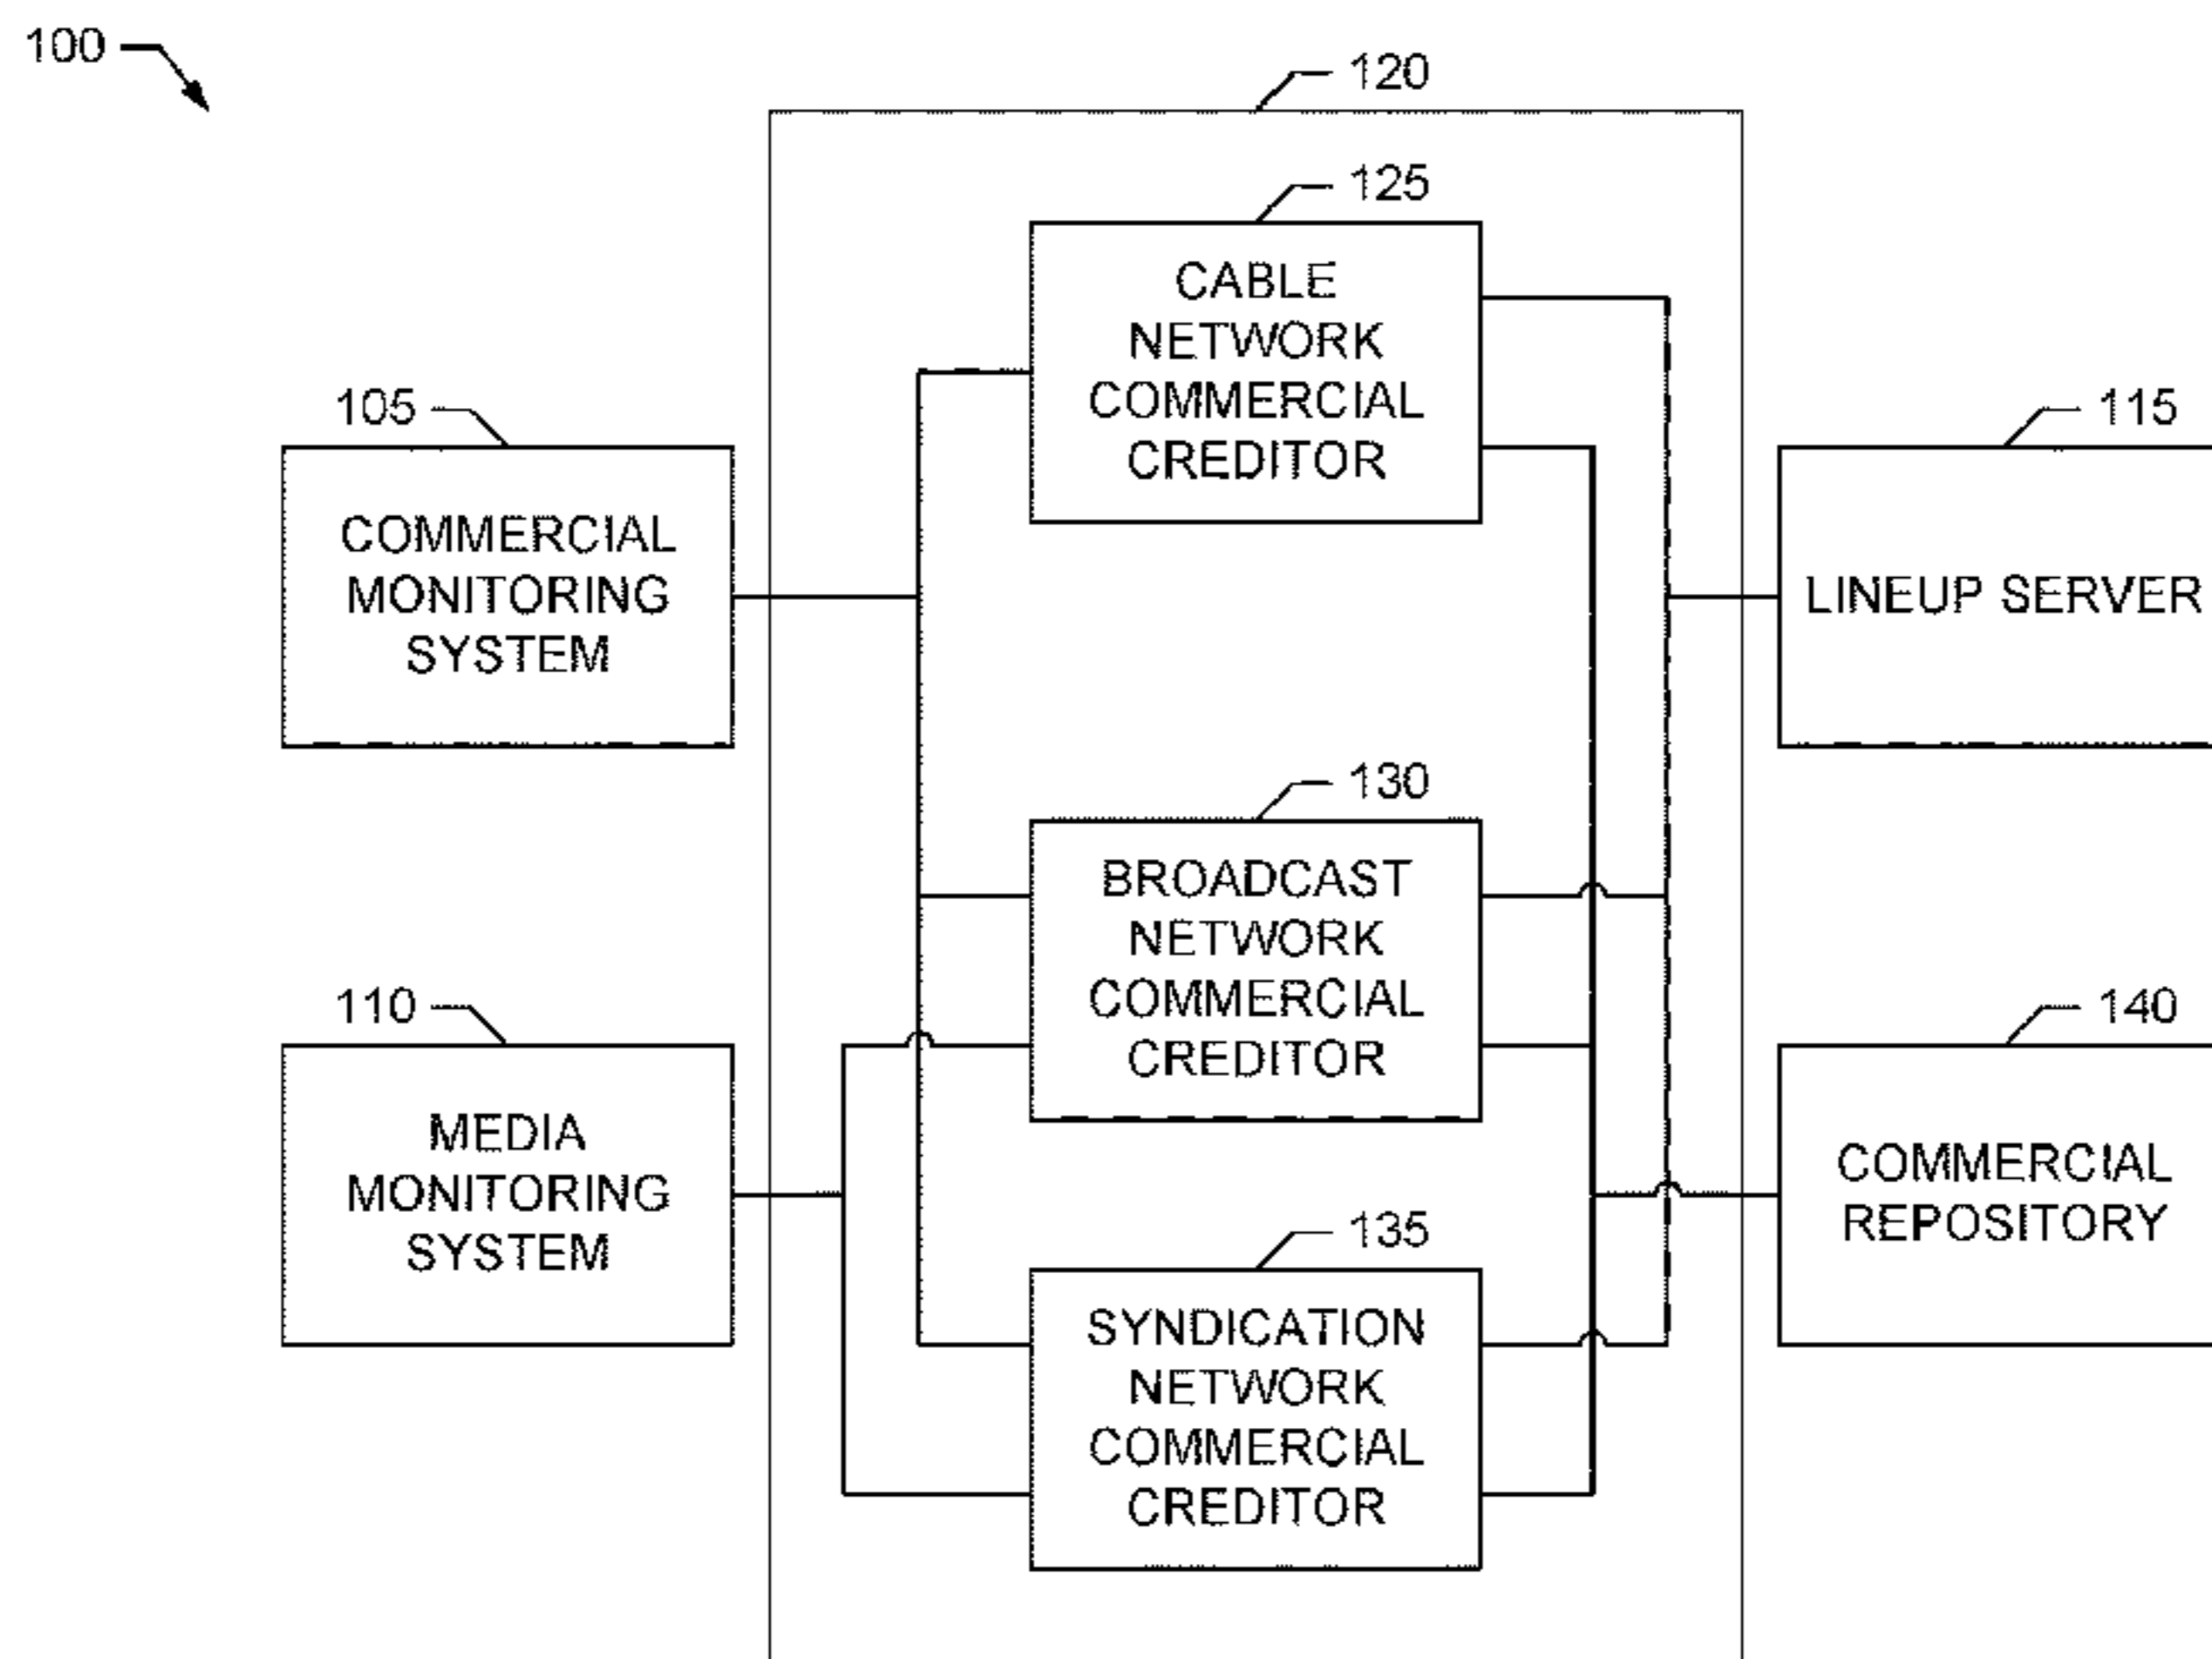 100
120
125
CABLE
NETWORK
COMMERCIAL
CREDITOR
105
COMMERCIAL
MONITORING
SYSTEM
115
LINEUP SERVER
130
BROADCAST
NETWORK
COMMERCIAL
CREDITOR
110
MEDIA
MONITORING
SYSTEM
140
COMMERCIAL
REPOSITORY
135
SYNDICATION
NETWORK
COMMERCIAL
CREDITOR